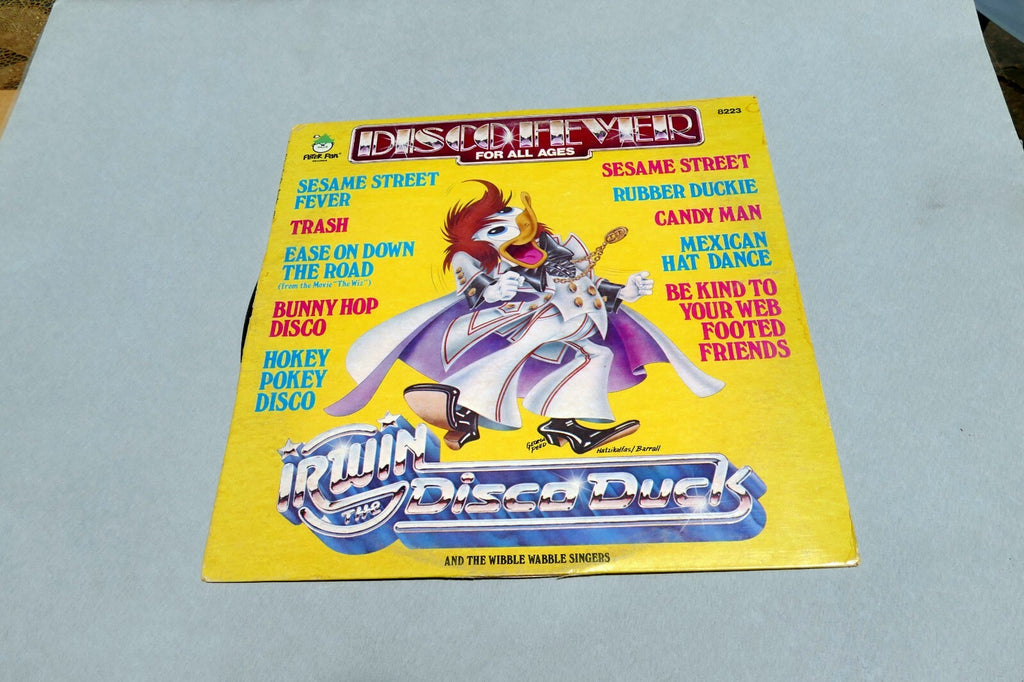 DISCO FEVER
FOR ALL AGES
8223
PETER PAN
RECORDS
SESAME STREET
FEVER
TRASH
EASE ON DOWN
THE ROAD
(from the Movie "The Wiz")
BUNNY HOP
DISCO
HOKEY
POKEY
DISCO
SESAME STREET
RUBBER DUCKIE
CANDY MAN
MEXICAN
HAT DANCE
BE KIND TO
YOUR WEB
FOOTED
FRIENDS
GEORGE
PEED
Hatzikalfas/Barrall
IRWIN
THE
Disco Duck
AND THE WIBBLE WABBLE SINGERS